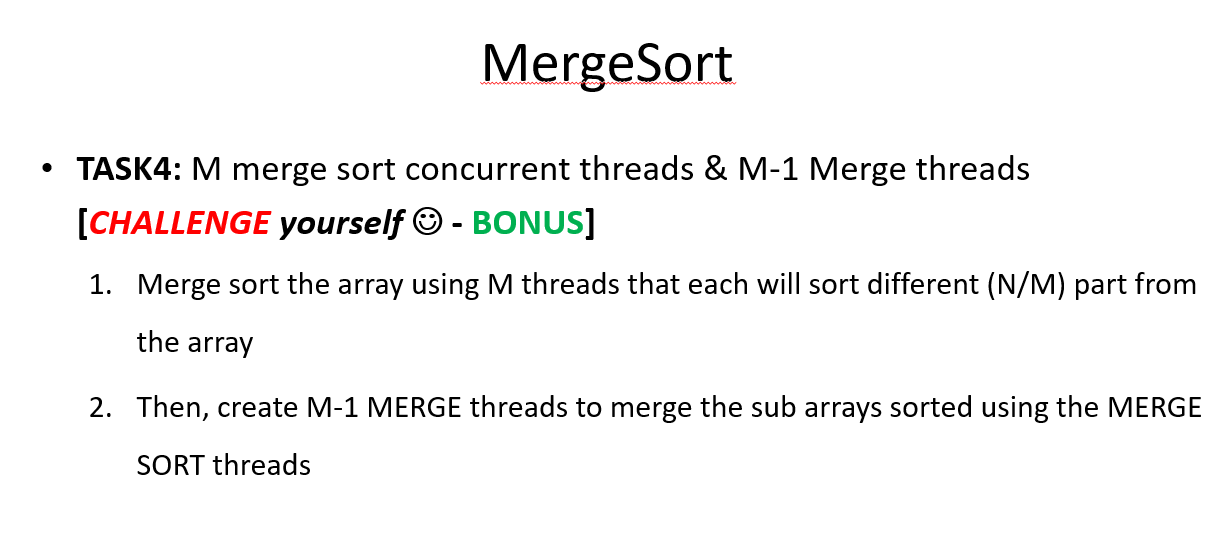 MergeSort
• TASK4: M merge sort concurrent threads & M-1 Merge threads
[CHALLENGE yourself ☺ - BONUS]
1. Merge sort the array using M threads that each will sort different (N/M) part from
the array
2. Then, create M-1 MERGE threads to merge the sub arrays sorted using the MERGE
SORT threads